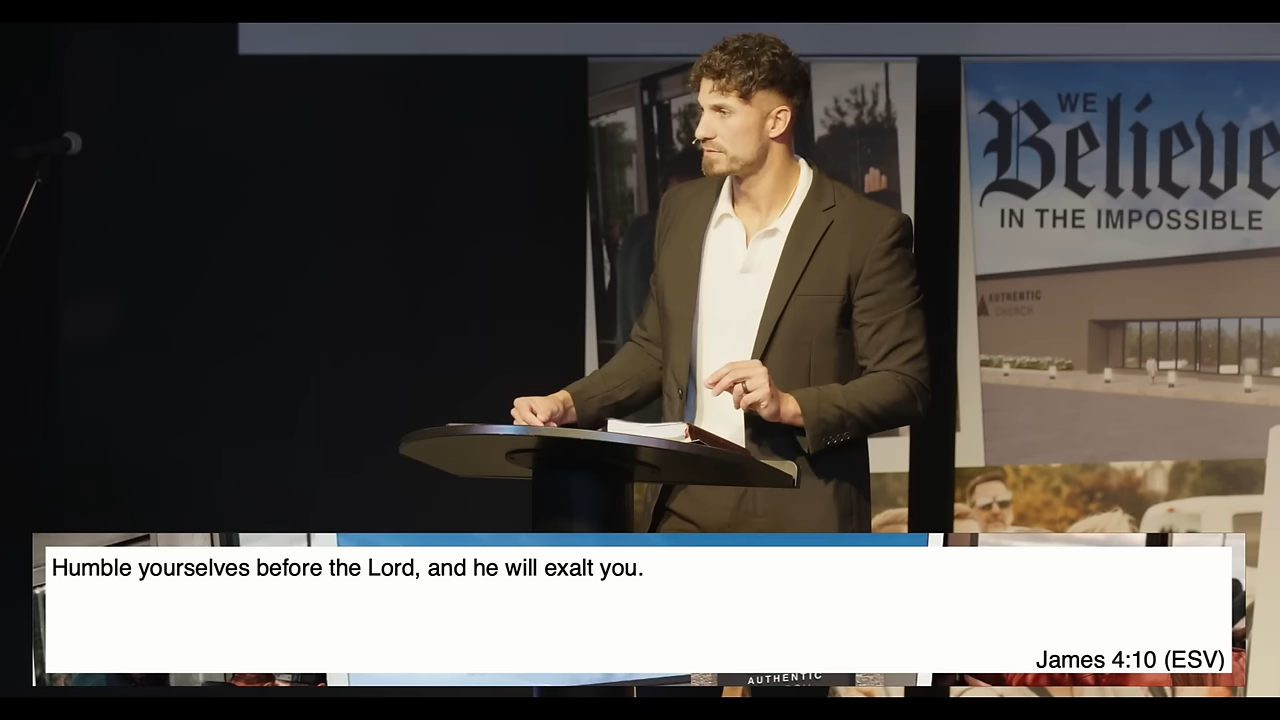 WE
Believe
IN THE IMPOSSIBLE
AUTHENTIC
CHURCH
Humble yourselves before the Lord, and he will exalt you.
James 4:10 (ESV)
AUTHENTIC